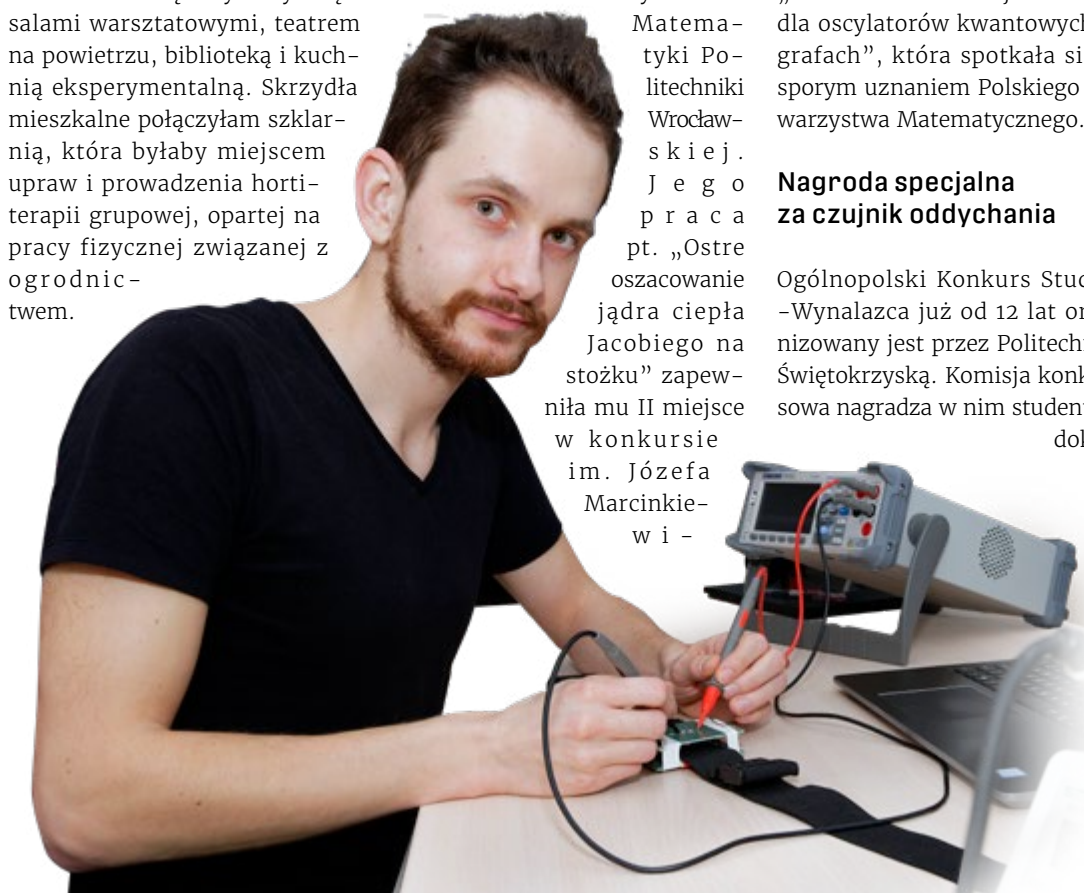 salami warsztatowymi, teatrem
na powietrzu, biblioteką i kuch-
nią eksperymentalną. Skrzydła
mieszkalne połączyłam szklar-
nią, która byłaby miejscem
upraw i prowadzenia horti-
terapii grupowej, opartej na
pracy fizycznej związanej z
ogrodnic-
twem.
Matema-
tyki Po-
litechniki
Wrocław-
skiej.
Jego
praca
pt. „Ostre
oszacowanie
jądra ciepła
Jacobiego na
stożku” zapew-
niła mu II miejsce
w konkursie
im. Józefa
Marcinkie-
wi-
dla oscylatorów kwantowych
grafach”, która spotkała si
sporym uznaniem Polskiego
warzystwa Matematycznego.
Nagroda specjalna
za czujnik oddychania
Ogólnopolski Konkurs Stud
-Wynalazca już od 12 lat or
nizowany jest przez Politech
Świętokrzyską. Komisja konk
sowa nagradza w nim student
dok